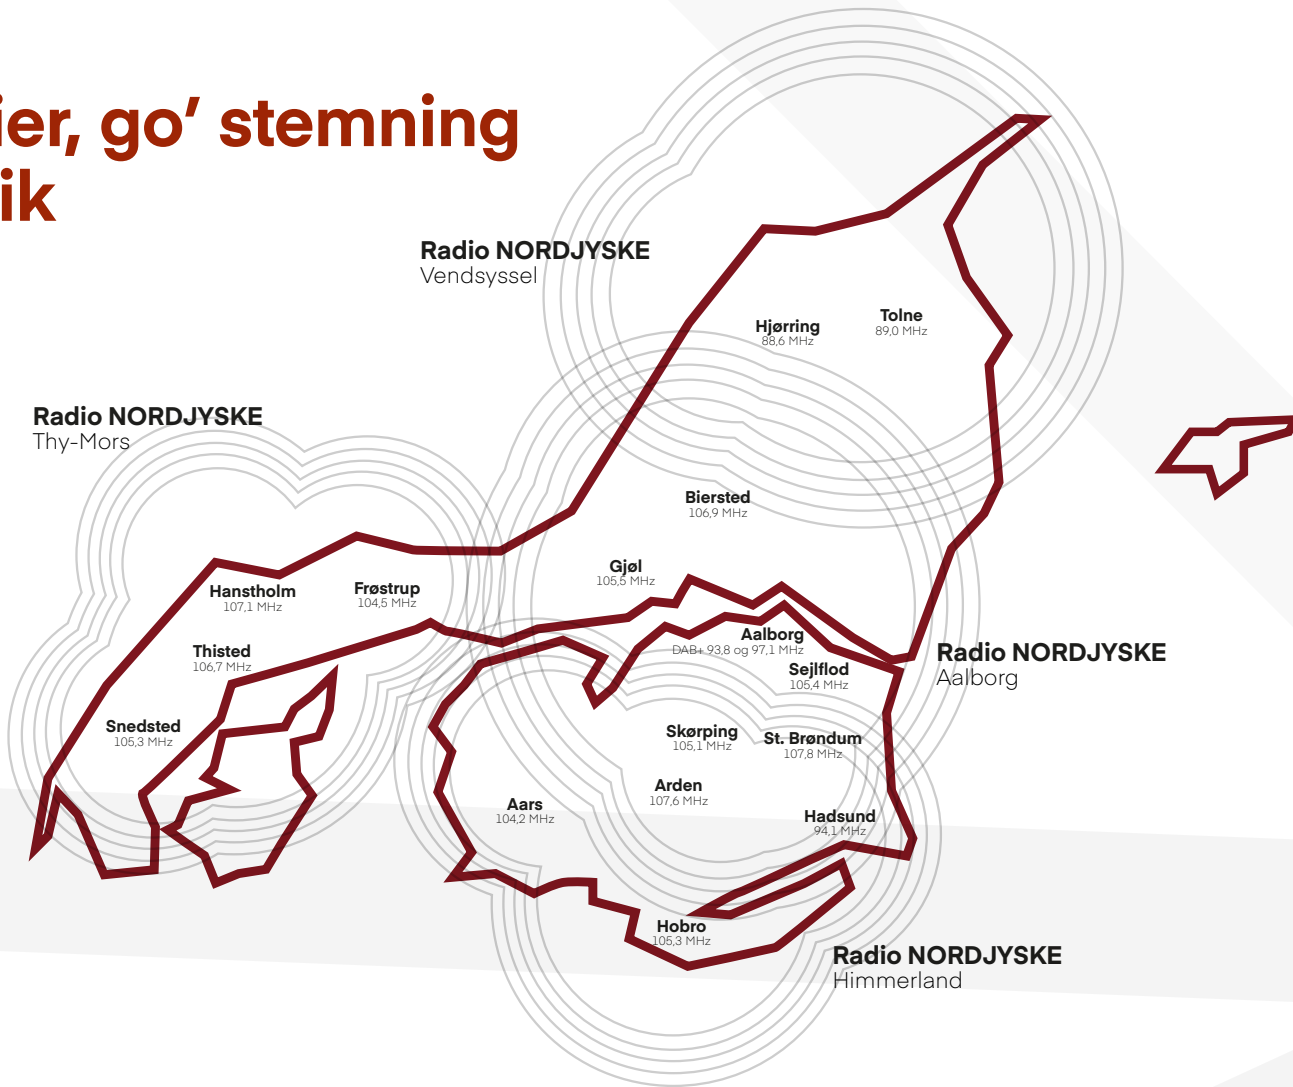 ier, go’ stemning
ik
Radio NORDJYSKE
Vendsyssel
Tolne
89,0 MHz
Hjørring
88,6 MHz
Radio NORDJYSKE
Thy-Mors
Biersted
106,9 MHz
Gjøl
105,5 MHz
Hanstholm
107,1 MHz
Frøstrup
104,5 MHz
Thisted
106,7 MHz
Aalborg
DAB+ 93,8 og 97,1 MHz
Sejlflod
105,4 MHz
Radio NORDJYSKE
Aalborg
Snedsted
105,3 MHz
Skørping
105,1 MHz
St. Brøndum
107,8 MHz
Arden
107,6 MHz
Aars
104,2 MHz
Hadsund
94,1 MHz
Hobro
105,3 MHz
Radio NORDJYSKE
Himmerland